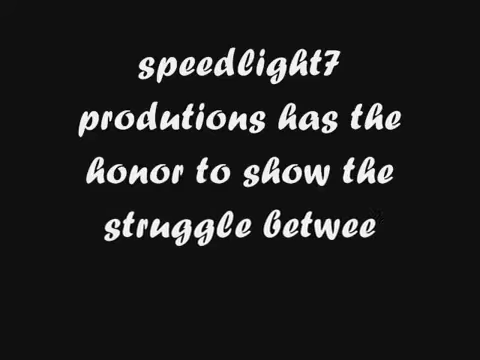 speedlight7
produtions has the
honor to show the
struggle betwee